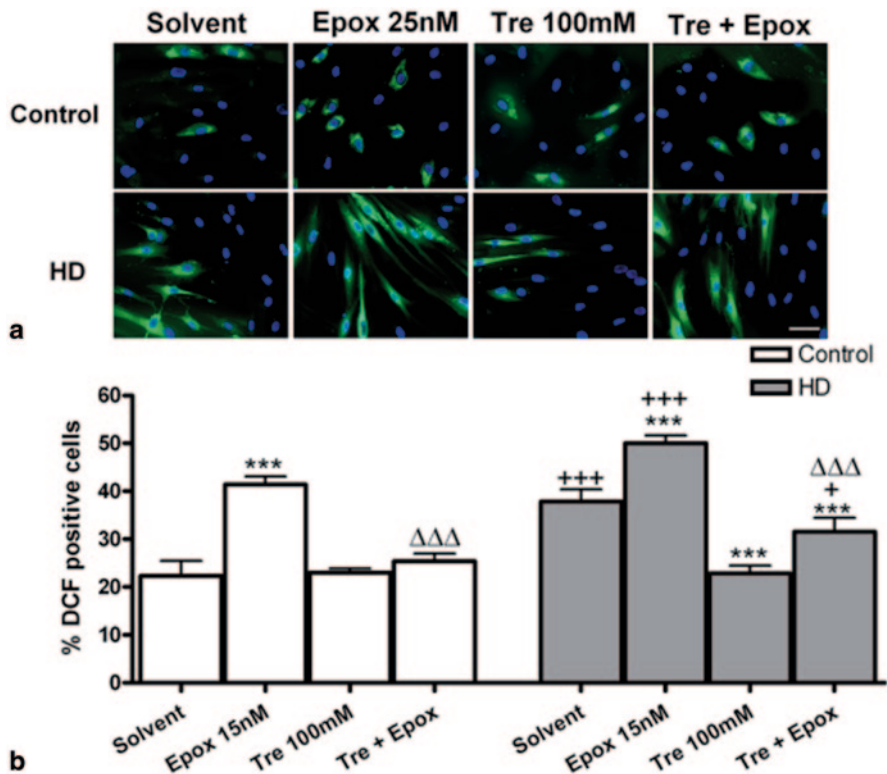 Solvent Epox 25nM Tre 100mM Tre + Epox
Control
HD
a
Control
HD
% DCF positive cells
60
50
40
30
20
10
0
***
ΔΔΔ
+++
+++
***
***
ΔΔΔ
+
***
Solvent Epox 15nM Tre 100mM Tre + Epox Solvent Epox 15nM Tre 100mM Tre + Epox
b